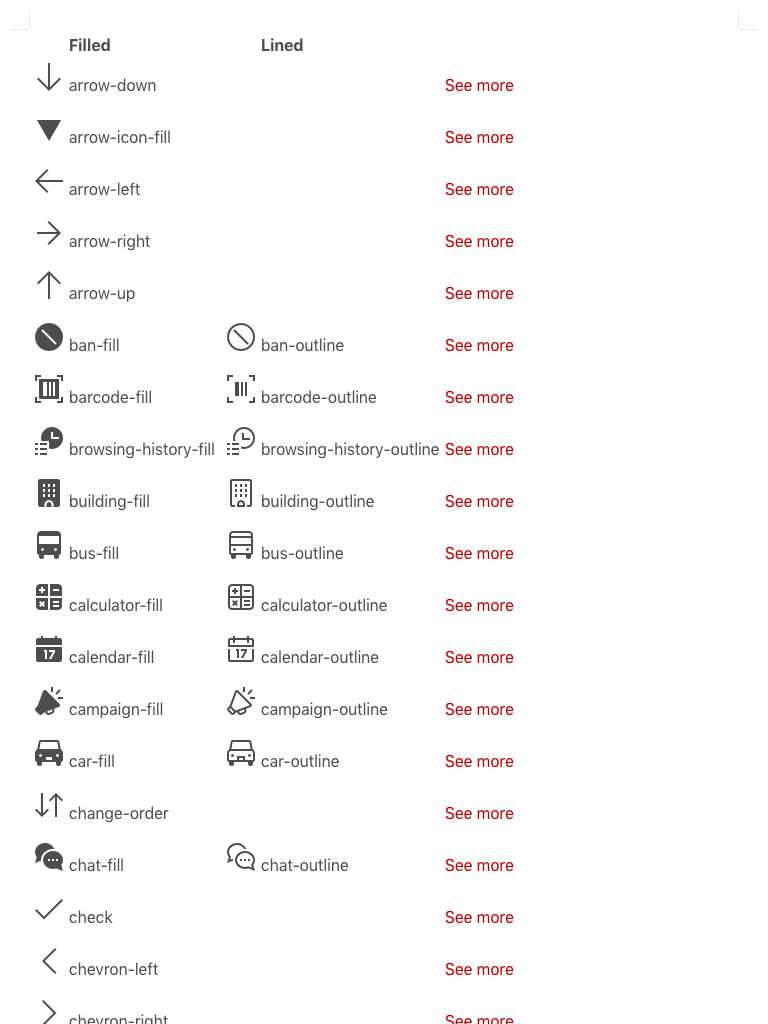 Filled Lined
arrow-down See more
arrow-icon-fill See more
arrow-left See more
arrow-right See more
arrow-up See more
ban-fill ban-outline See more
barcode-fill barcode-outline See more
browsing-history-fill browsing-history-outline See more
building-fill building-outline See more
bus-fill bus-outline See more
calculator-fill calculator-outline See more
17 calendar-fill 17 calendar-outline See more
campaign-fill campaign-outline See more
car-fill car-outline See more
change-order See more
chat-fill chat-outline See more
check See more
chevron-left See more
chevron-right See more